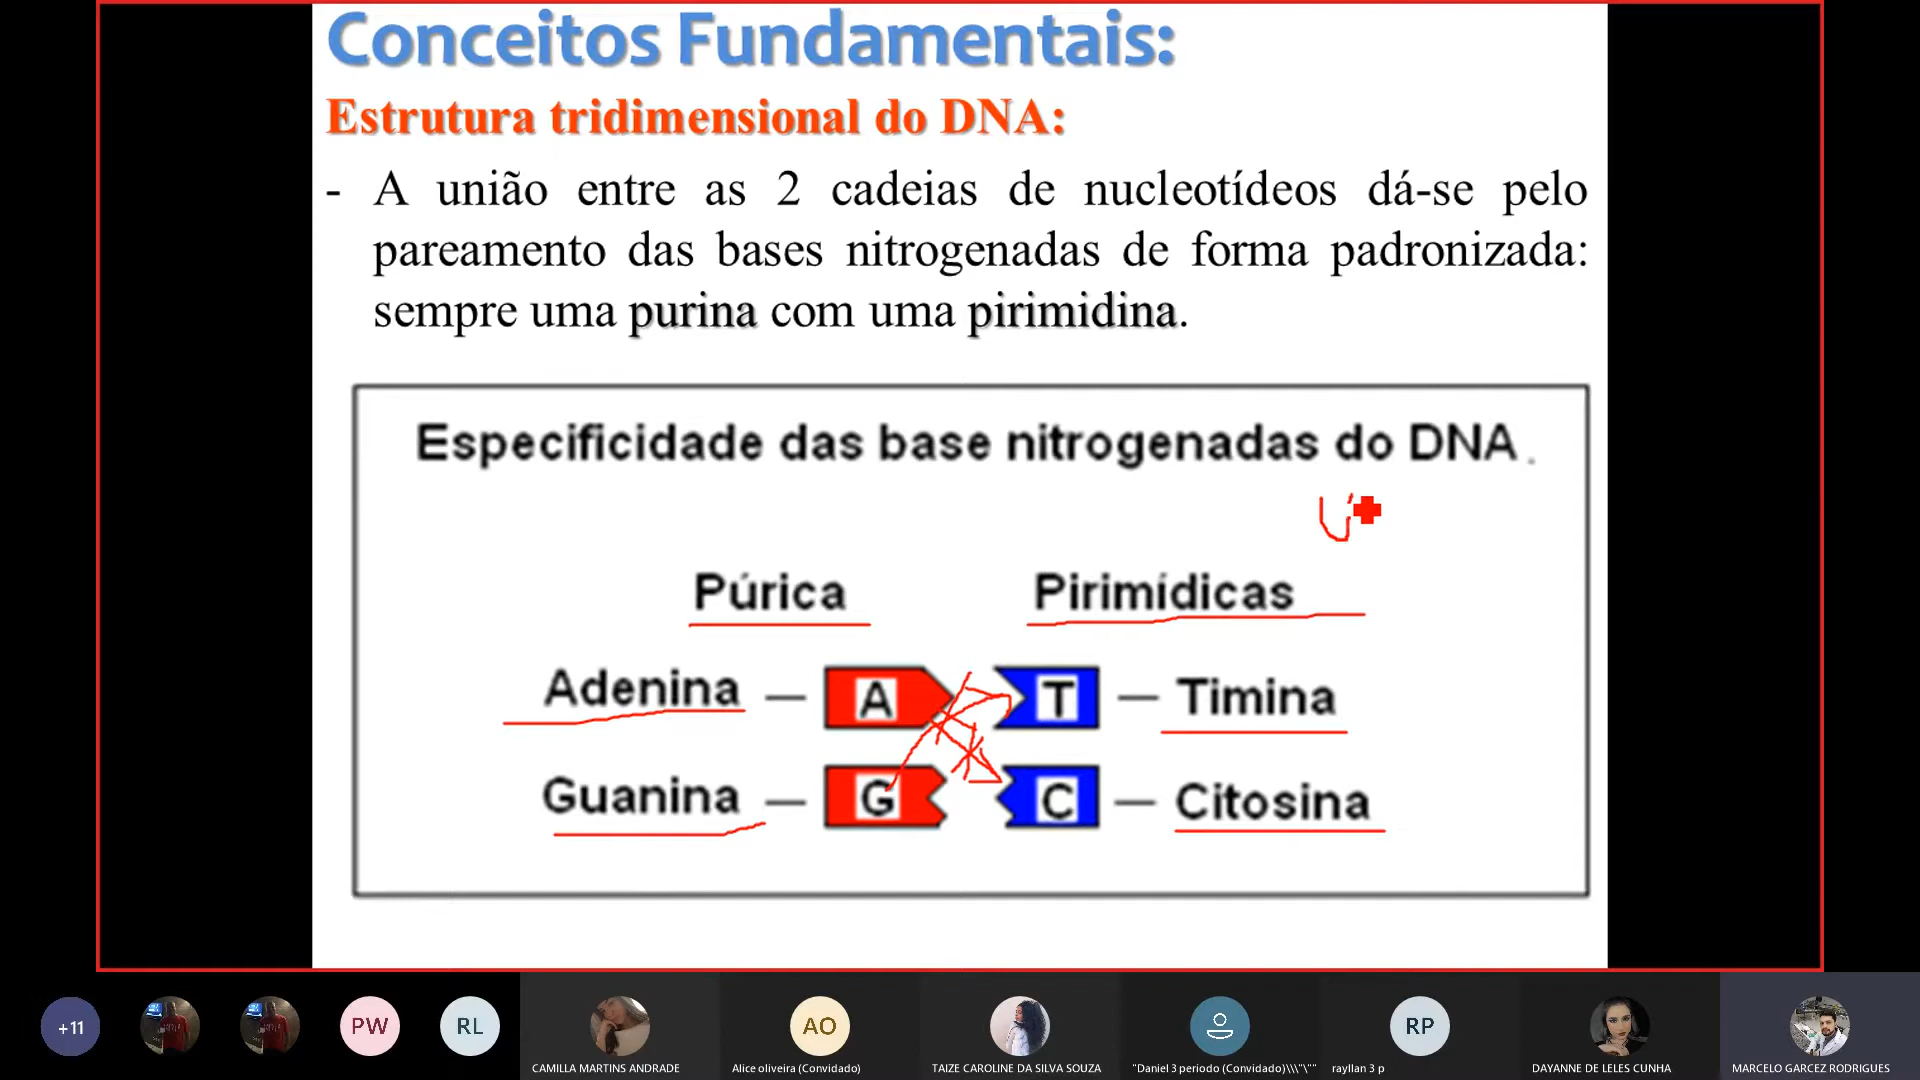 Conceitos Fundamentais:
Estrutura tridimensional do DNA:
- A união entre as 2 cadeias de nucleotídeos dá-se pelo
pareamento das bases nitrogenadas de forma padronizada:
sempre uma purina com uma pirimidina.
Especificidade das base nitrogenadas do DNA.
U
Púrica Pirimídicas
Adenina — A T — Timina
Guanina — G C — Citosina
+11 PW RL AO RP
CAMILLA MARTINS ANDRADE Alice oliveira (Convidado) TAIZE CAROLINE DA SILVA SOUZA "Daniel 3 periodo (Convidado)\\\"\"" rayllan 3 p DAYANNE DE LELES CUNHA MARCELO GARCEZ RODRIGUES